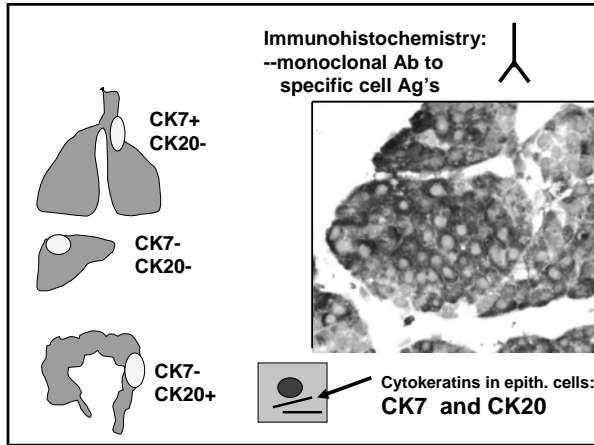 Immunohistochemistry:
--monoclonal Ab to
specific cell Ag's
CK7+
CK20-
CK7-
CK20-
CK7-
CK20+
Cytokeratins in epith. cells:
CK7 and CK20